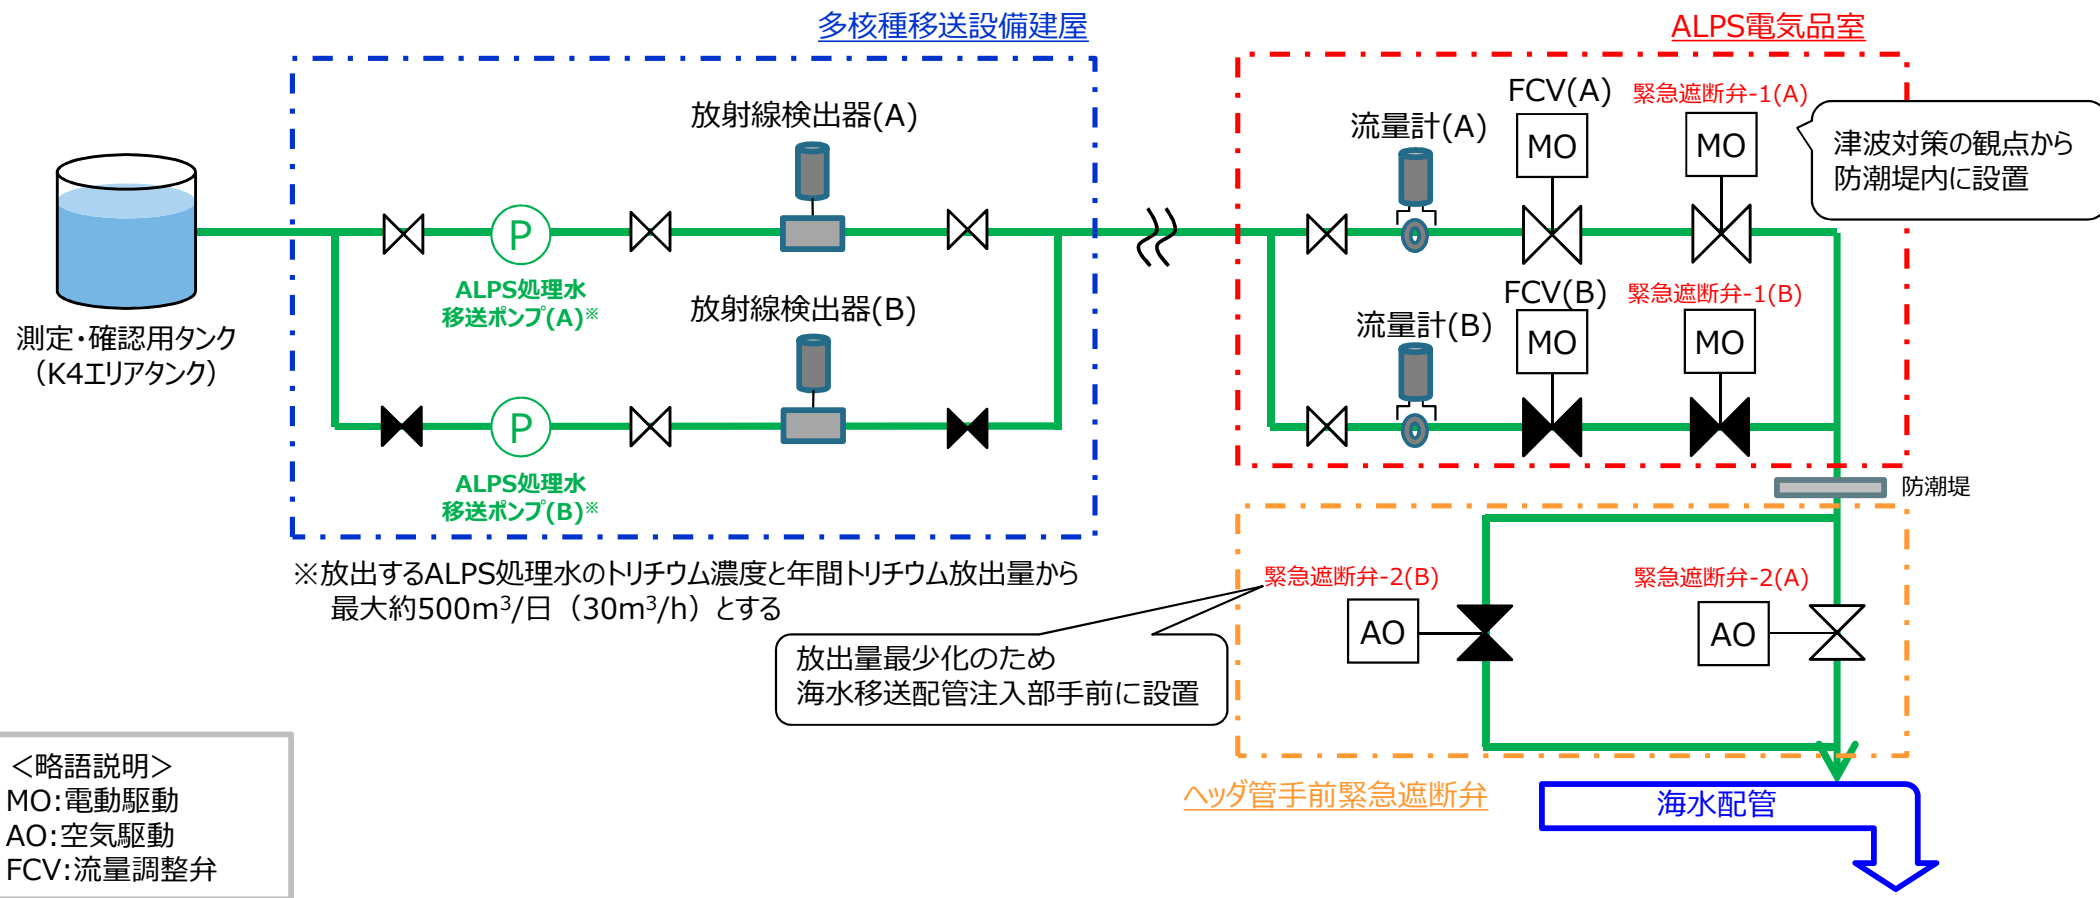 多核種移送設備建屋
ALPS電気品室
放射線検出器(A)
流量計(A)
FCV(A)
緊急遮断弁-1(A)
MO
MO
津波対策の観点から
防潮堤内に設置
P
ALPS処理水
移送ポンプ(A)※
測定・確認用タンク
（K4エリアタンク）
放射線検出器(B)
流量計(B)
FCV(B)
緊急遮断弁-1(B)
MO
MO
P
ALPS処理水
移送ポンプ(B)※
防潮堤
※放出するALPS処理水のトリチウム濃度と年間トリチウム放出量から
最大約500m³/日（30m³/h）とする
緊急遮断弁-2(B)
緊急遮断弁-2(A)
AO
AO
放出量最少化のため
海水移送配管注入部手前に設置
ヘッダ管手前緊急遮断弁
海水配管
＜略語説明＞
MO:電動駆動
AO:空気駆動
FCV:流量調整弁